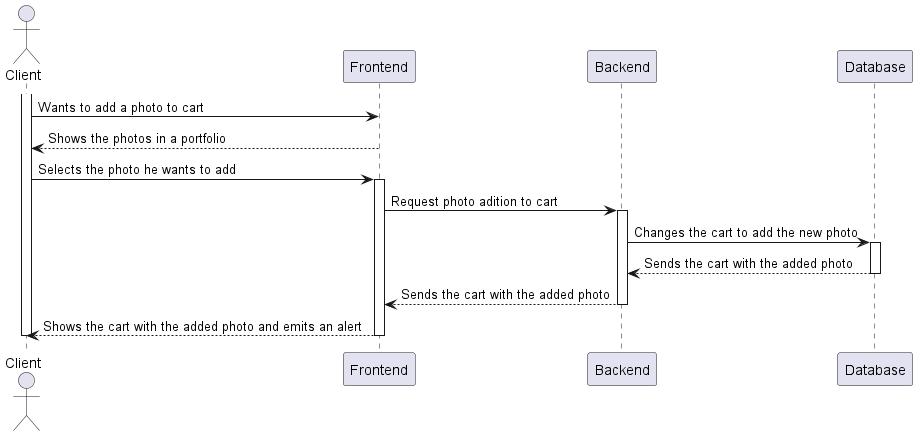 Client
Frontend
Backend
Database
Wants to add a photo to cart
Shows the photos in a portfolio
Selects the photo he wants to add
Request photo adition to cart
Changes the cart to add the new photo
Sends the cart with the added photo
Sends the cart with the added photo
Shows the cart with the added photo and emits an alert
Client
Frontend
Backend
Database